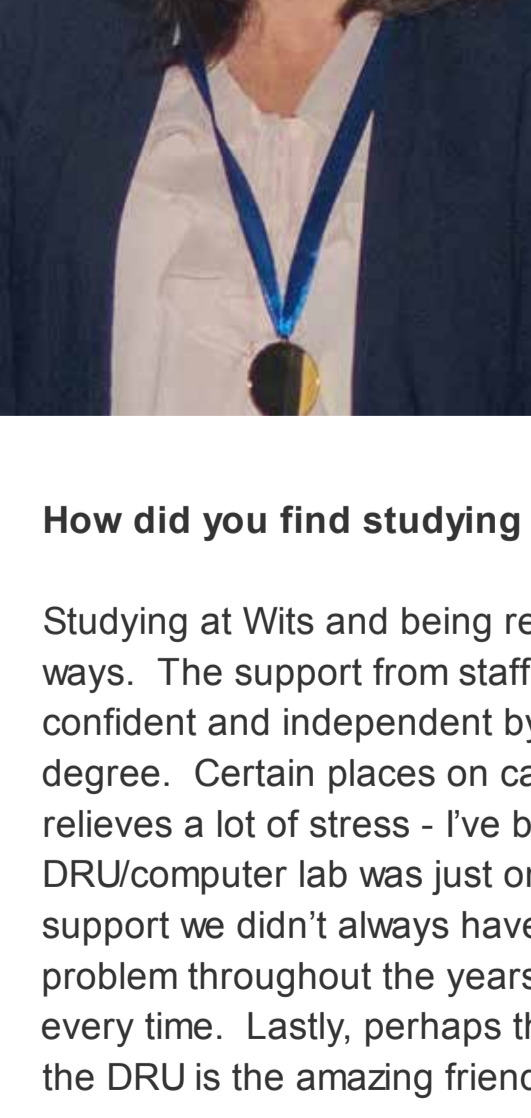 How did you find studying
Studying at Wits and being re
ways.  The support from staff
confident and independent by
degree.  Certain places on ca
relieves a lot of stress - I’ve b
DRU/computer lab was just or
support we didn’t always have
problem throughout the years
every time.  Lastly, perhaps th
the DRU is the amazing friend